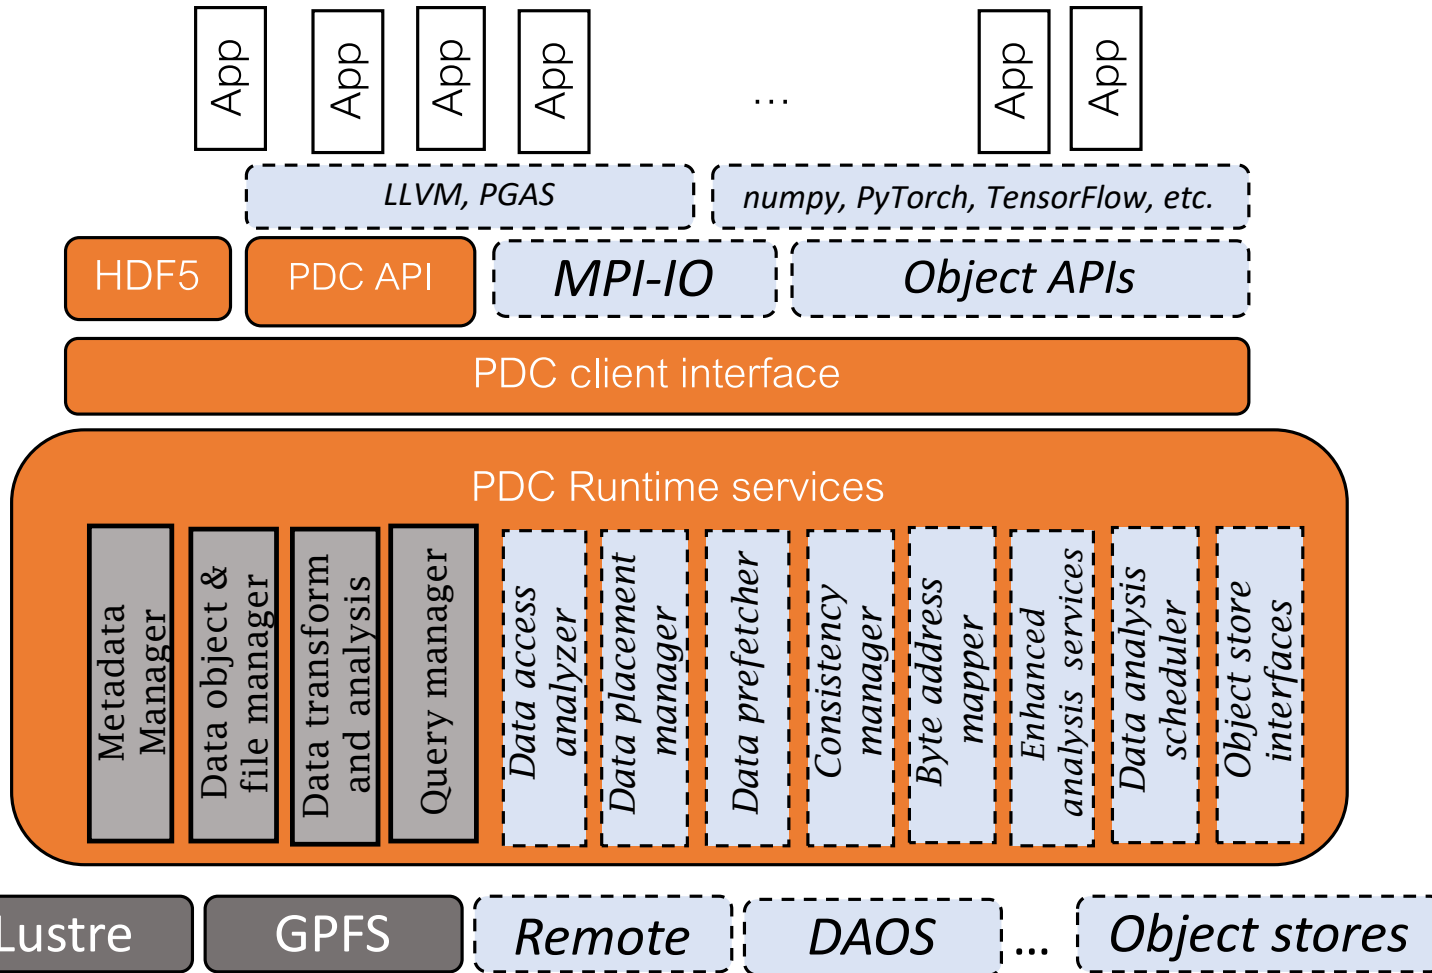 App
App
App
App
...
App
App
LLVM, PGAS
numpy, PyTorch, TensorFlow, etc.
HDF5
PDC API
MPI-IO
Object APIs
PDC client interface
PDC Runtime services
Metadata
Manager
Data object &
file manager
Data transform
and analysis
Query manager
Data access
analyzer
Data placement
manager
Data prefetcher
Consistency
manager
Byte address
mapper
Enhanced
analysis services
Data analysis
scheduler
Object store
interfaces
Lustre
GPFS
Remote
DAOS
...
Object stores